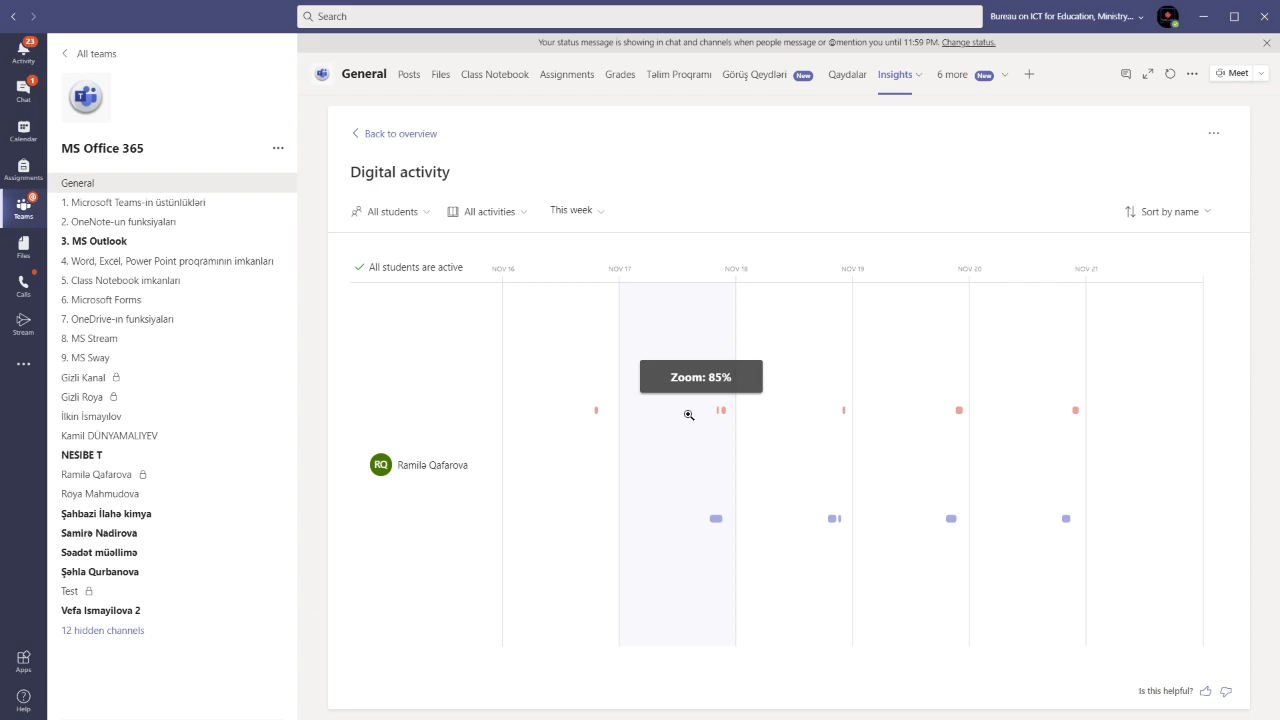 Search
Bureau on ICT for Education, Ministry...
Your status message is showing in chat and channels when people message or @mention you until 11:59 PM. Change status.
23
Activity
1
Chat
Calendar
Assignments
Teams
Files
Calls
Stream
Apps
Help
All teams
MS Office 365
General
1. Microsoft Teams-in üstünlükləri
2. OneNote-un funksiyaları
3. MS Outlook
4. Word, Excel, Power Point proqramının imkanları
5. Class Notebook imkanları
6. Microsoft Forms
7. OneDrive-ın funksiyaları
8. MS Stream
9. MS Sway
Gizli Kanal
Gizli Roya
İlkin İsmayılov
Kamil DÜNYAMALIYEV
NESIBE T
Ramilə Qafarova
Röya Mahmudova
Şahbazi İlahə kimya
Samirə Nadirova
Səadət müəllimə
Şəhla Qurbanova
Test
Vefa Ismayilova 2
12 hidden channels
General Posts Files Class Notebook Assignments Grades Təlim Proqramı Görüş Qeydləri New Qaydalar Insights 6 more New
Meet
Back to overview
Digital activity
All students All activities This week Sort by name
All students are active
NOV 16 NOV 17 NOV 18 NOV 19 NOV 20 NOV 21
Zoom: 85%
RQ Ramilə Qafarova
Is this helpful?